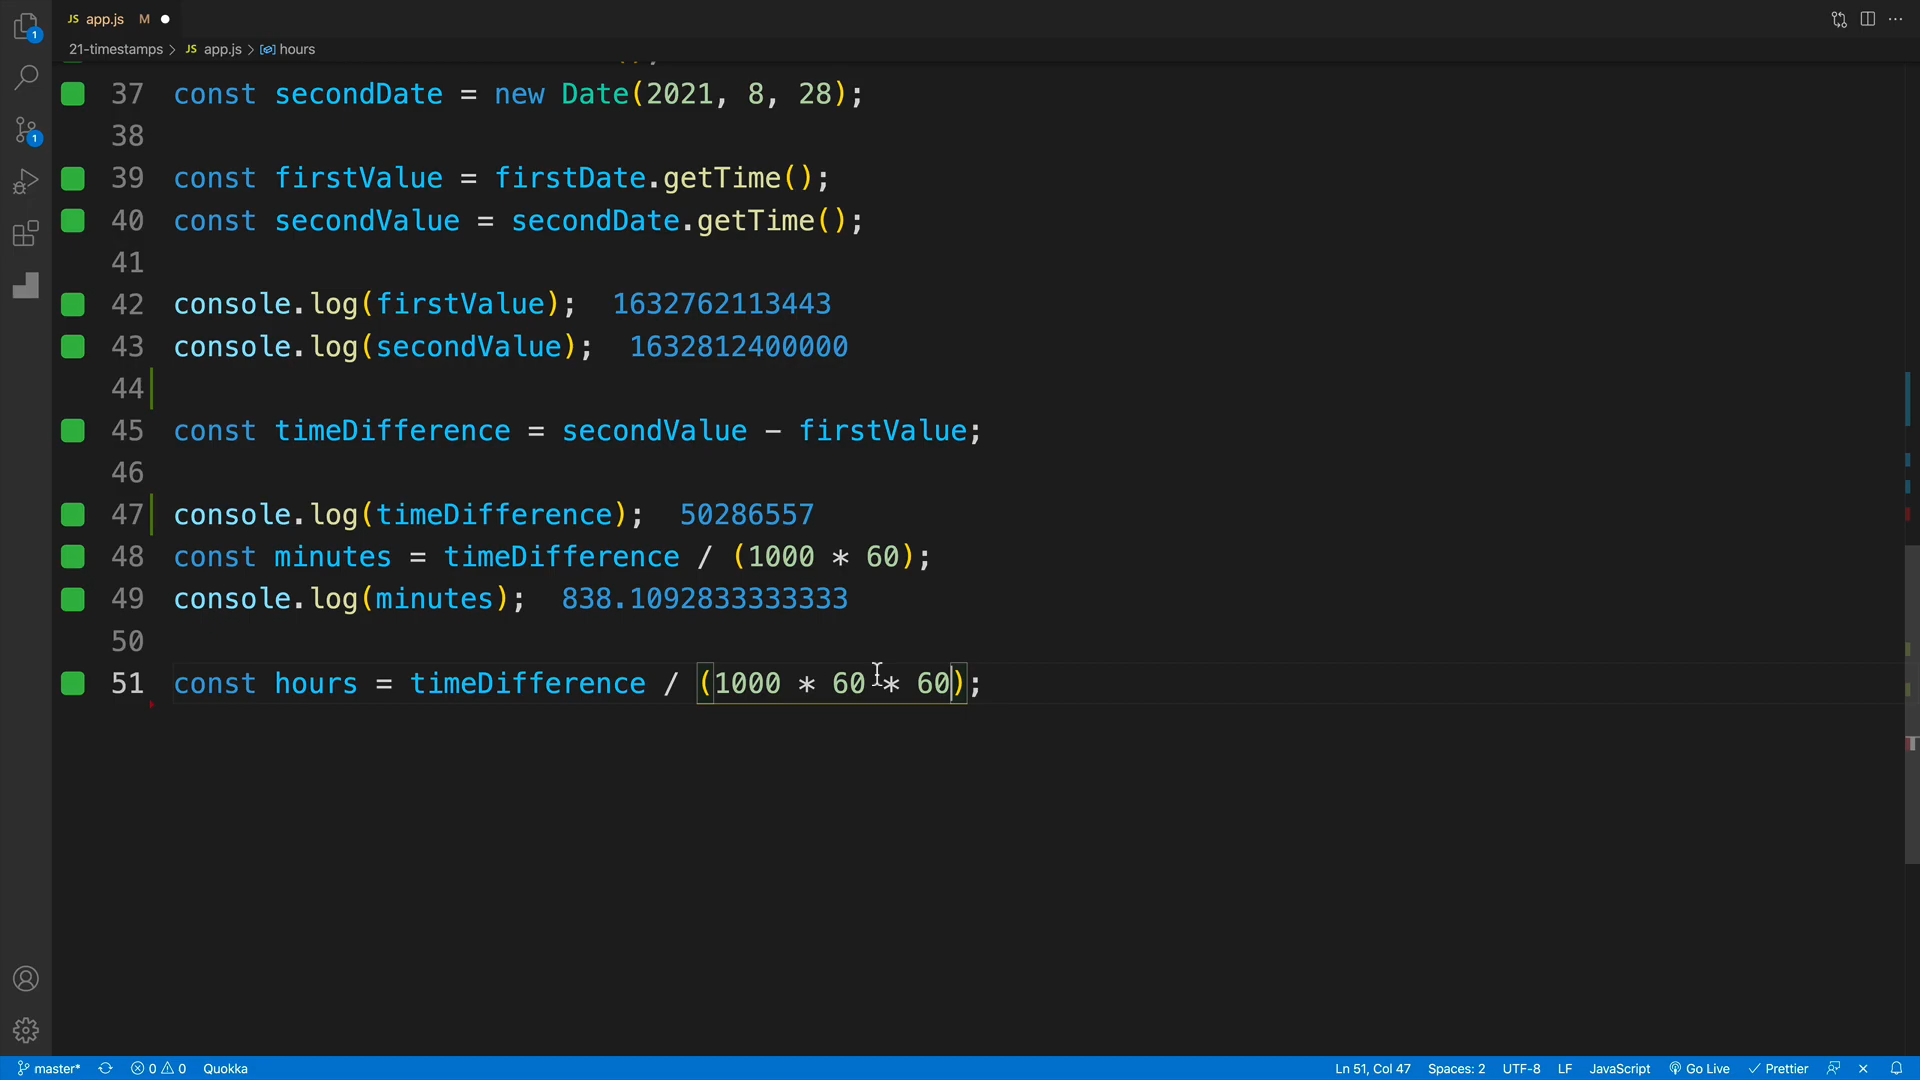 JS app.js M
21-timestamps > JS app.js > hours
1
1
37 const secondDate = new Date(2021, 8, 28);
38
39 const firstValue = firstDate.getTime();
40 const secondValue = secondDate.getTime();
41
42 console.log(firstValue); 1632762113443
43 console.log(secondValue); 1632812400000
44
45 const timeDifference = secondValue - firstValue;
46
47 console.log(timeDifference); 50286557
48 const minutes = timeDifference / (1000 * 60);
49 console.log(minutes); 838.1092833333333
50
51 const hours = timeDifference / (1000 * 60 * 60);
master* 0 0 Quokka Ln 51, Col 47 Spaces: 2 UTF-8 LF JavaScript Go Live Prettier